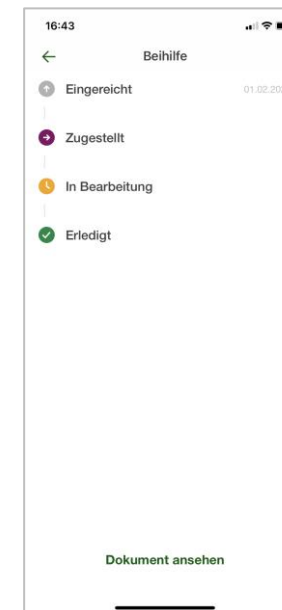 16:43
Beihilfe
Eingereicht
Zugestellt
In Bearbeitung
Erledigt
Dokument ansehen